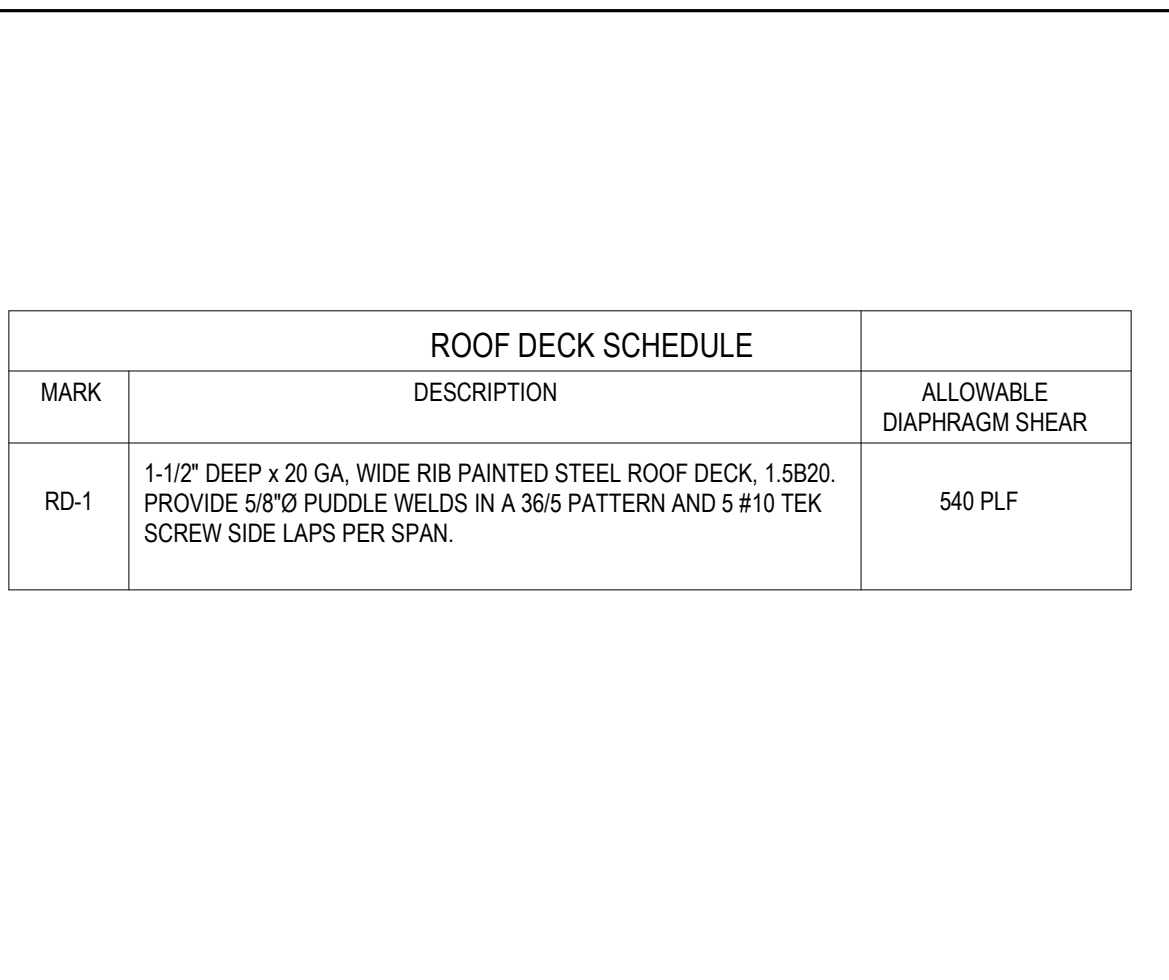 ROOF DECK SCHEDULE
MARK
DESCRIPTION
ALLOWABLE
DIAPHRAGM SHEAR
RD-1
1-1/2" DEEP x 20 GA, WIDE RIB PAINTED STEEL ROOF DECK, 1.5B20.
PROVIDE 5/8"Ø PUDDLE WELDS IN A 36/5 PATTERN AND 5 #10 TEK
SCREW SIDE LAPS PER SPAN.
540 PLF